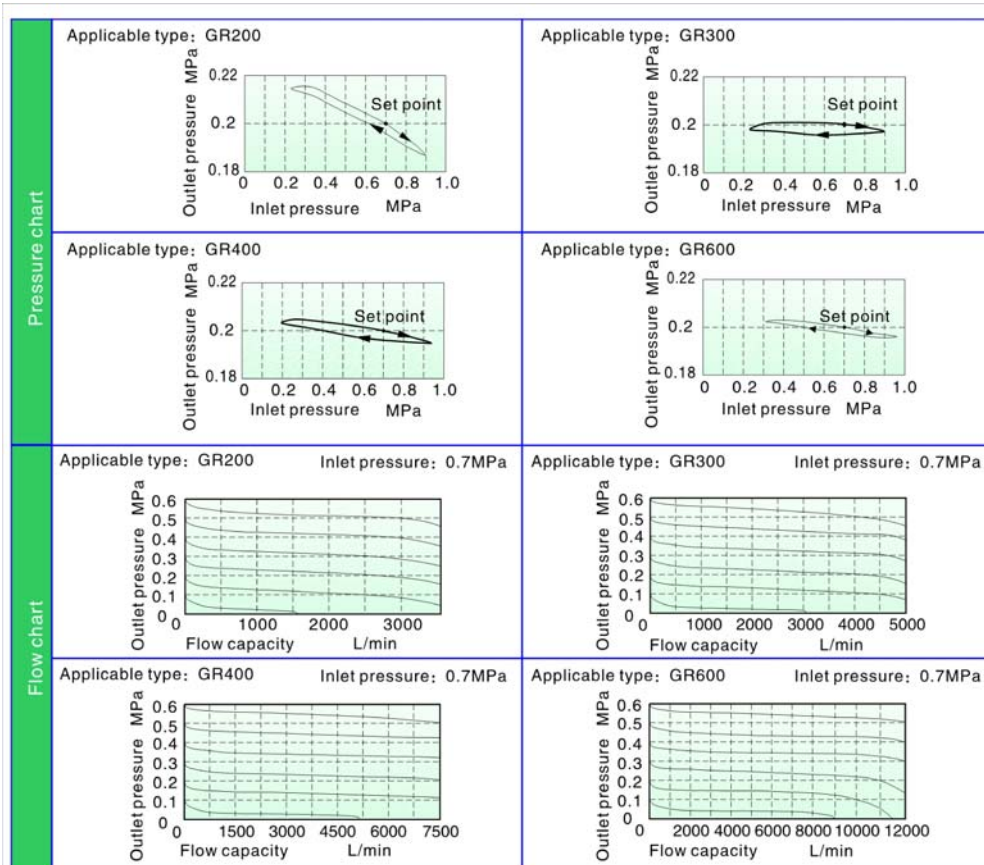 Pressure chart
Applicable type: GR200
Outlet pressure MPa
0.22
0.2
0.18
Set point
0 0.2 0.4 0.6 0.8 1.0
Inlet pressure MPa
Applicable type: GR300
Outlet pressure MPa
0.22
0.2
0.18
Set point
0 0.2 0.4 0.6 0.8 1.0
Inlet pressure MPa
Applicable type: GR400
Outlet pressure MPa
0.22
0.2
0.18
Set point
0 0.2 0.4 0.6 0.8 1.0
Inlet pressure MPa
Applicable type: GR600
Outlet pressure MPa
0.22
0.2
0.18
Set point
0 0.2 0.4 0.6 0.8 1.0
Inlet pressure MPa
Flow chart
Applicable type: GR200 Inlet pressure: 0.7MPa
Outlet pressure MPa
0.6
0.5
0.4
0.3
0.2
0.1
0
0 1000 2000 3000
Flow capacity L/min
Applicable type: GR300 Inlet pressure: 0.7MPa
Outlet pressure MPa
0.6
0.5
0.4
0.3
0.2
0.1
0
0 1000 2000 3000 4000 5000
Flow capacity L/min
Applicable type: GR400 Inlet pressure: 0.7MPa
Outlet pressure MPa
0.6
0.5
0.4
0.3
0.2
0.1
0 1500 3000 4500 6000 7500
Flow capacity L/min
Applicable type: GR600 Inlet pressure: 0.7MPa
Outlet pressure MPa
0.6
0.5
0.4
0.3
0.2
0.1
0 2000 4000 6000 8000 10000 12000
Flow capacity L/min